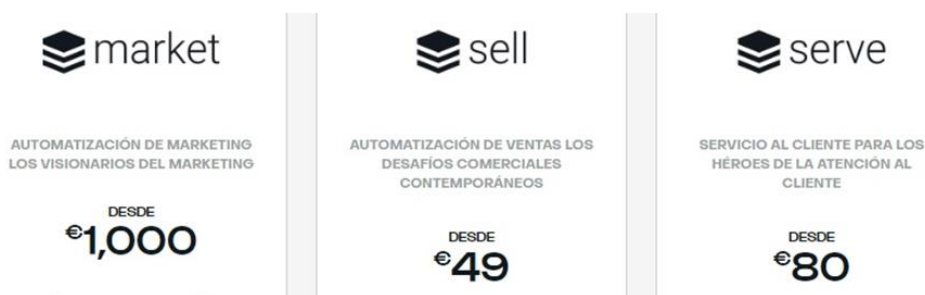 market
AUTOMATIZACIÓN DE MARKETING
LOS VISIONARIOS DEL MARKETING
DESDE
€1,000
sell
AUTOMATIZACIÓN DE VENTAS LOS
DESAFÍOS COMERCIALES
CONTEMPORÁNEOS
DESDE
€49
serve
SERVICIO AL CLIENTE PARA LOS
HÉROES DE LA ATENCIÓN AL
CLIENTE
DESDE
€80